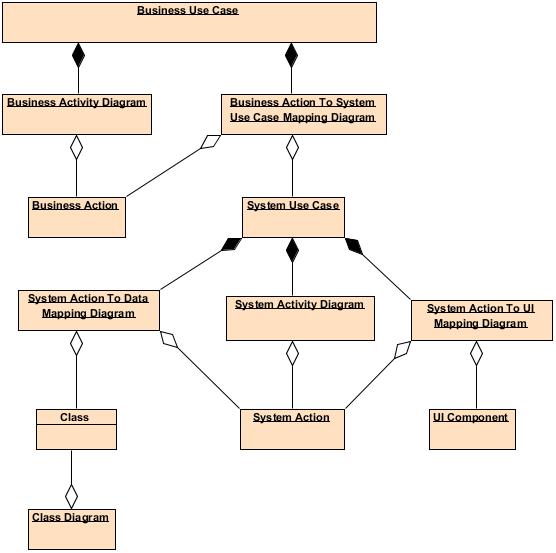 Business Use Case
Business Activity Diagram
Business Action To System
Use Case Mapping Diagram
Business Action
System Use Case
System Action To Data
Mapping Diagram
System Activity Diagram
System Action To UI
Mapping Diagram
Class
System Action
UI Component
Class Diagram